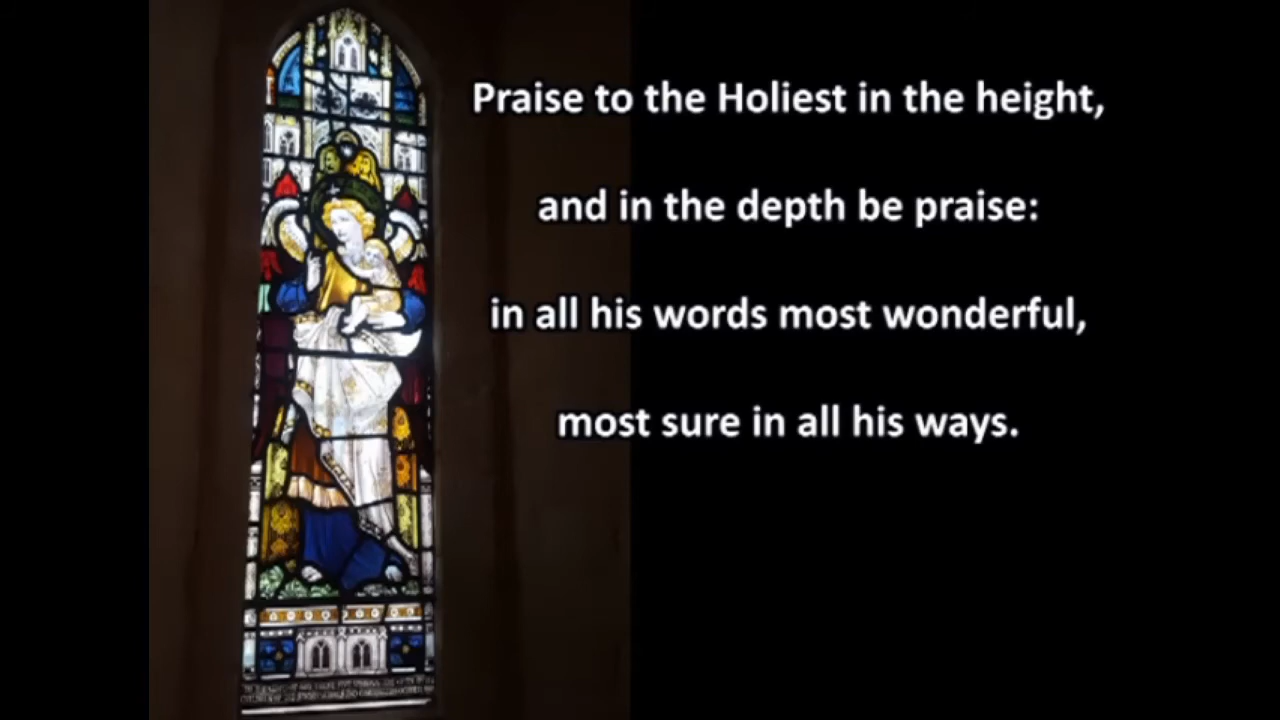 Praise to the Holiest in the height,
and in the depth be praise:
in all his words most wonderful,
most sure in all his ways.